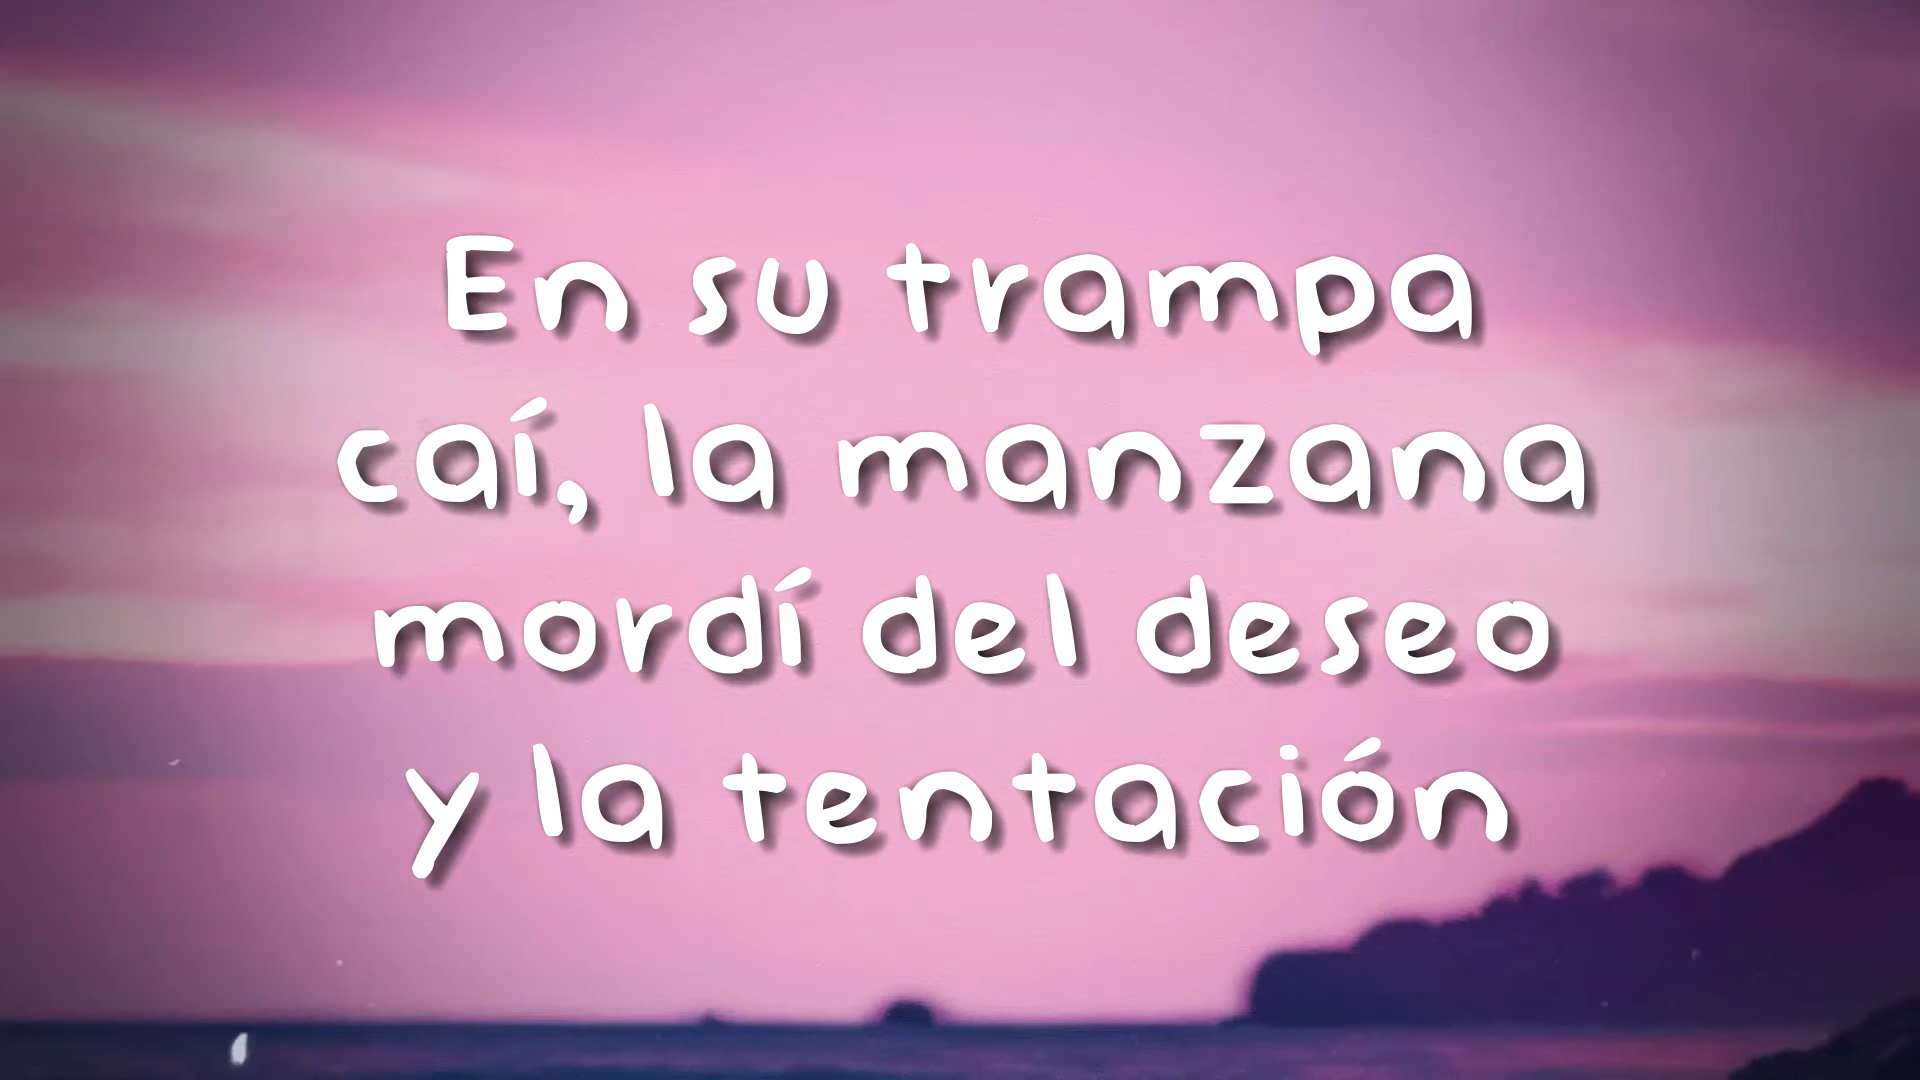 En su trampa
caí, la manzana
mordí del deseo
y la tentación